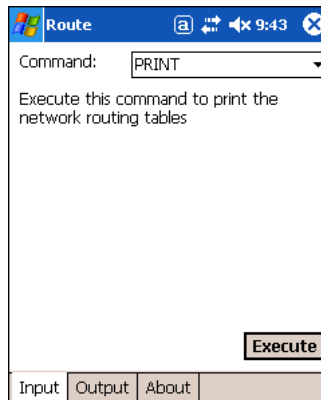 Route a 9:43
Command: PRINT
Execute this command to print the
network routing tables
Execute
Input Output About